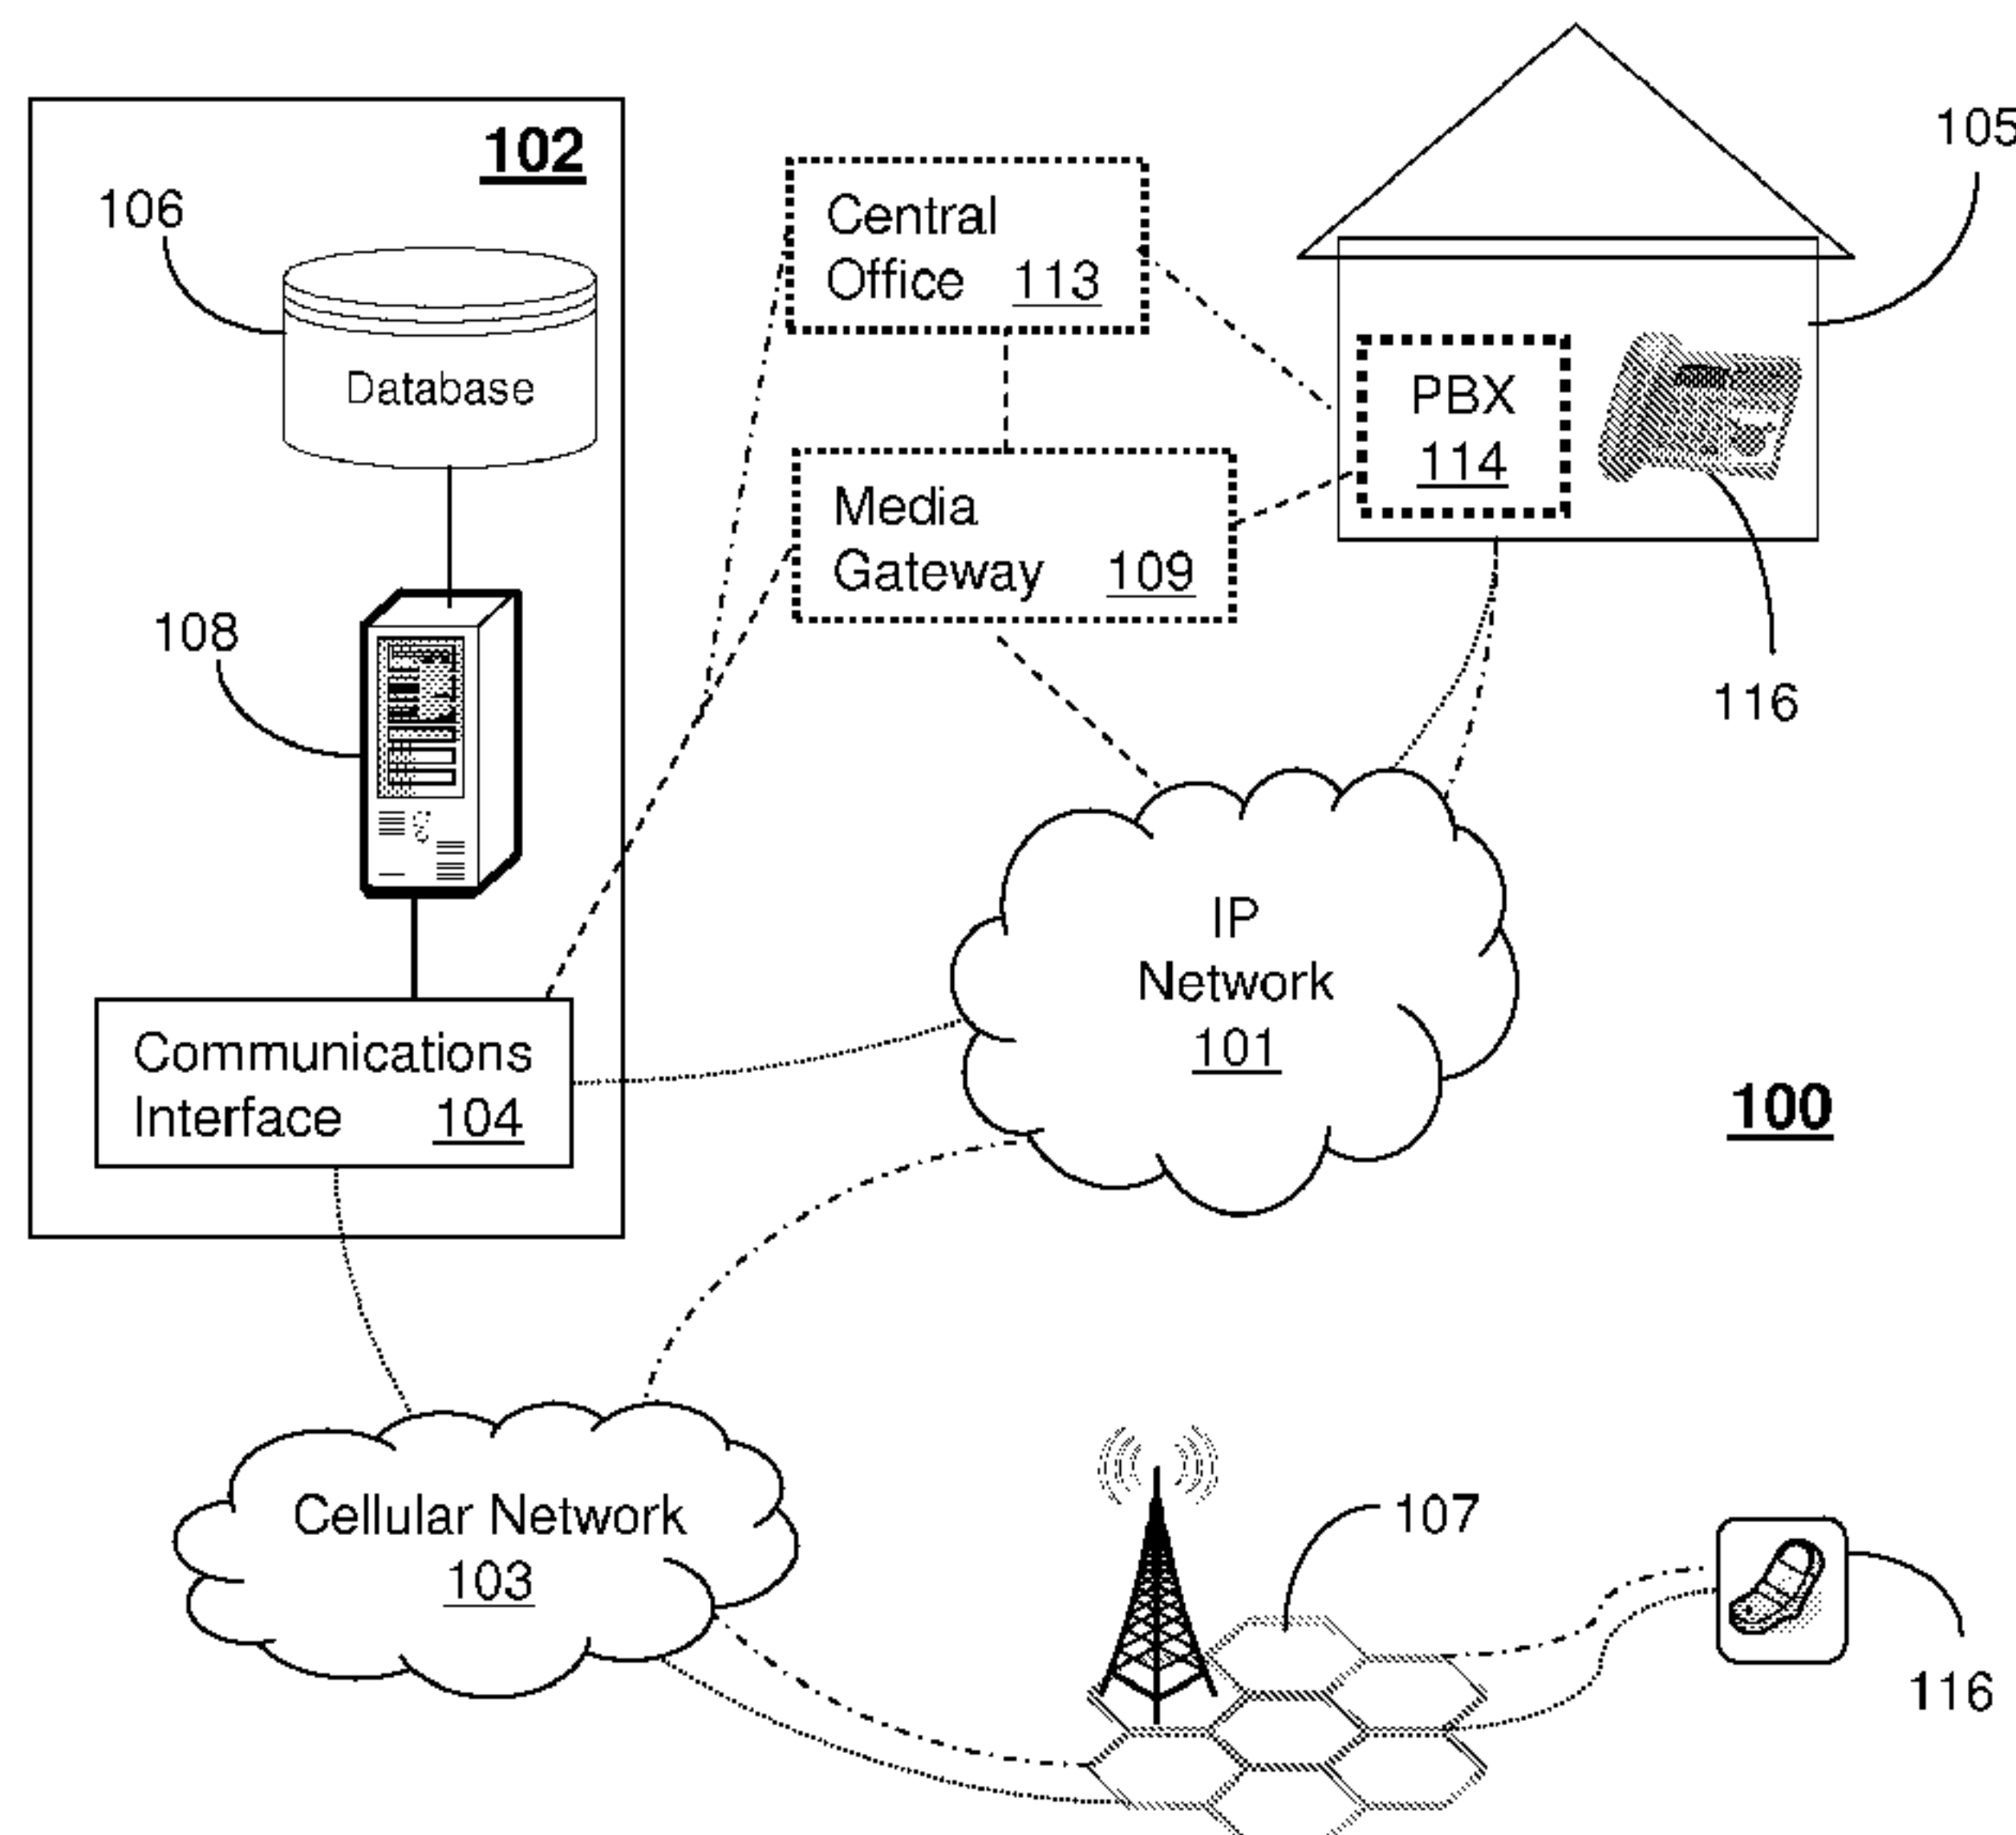 102
106
Database
108
Communications
Interface 104
Central
Office 113
Media
Gateway 109
105
PBX
114
116
IP
Network
101
100
Cellular Network
103
107
116